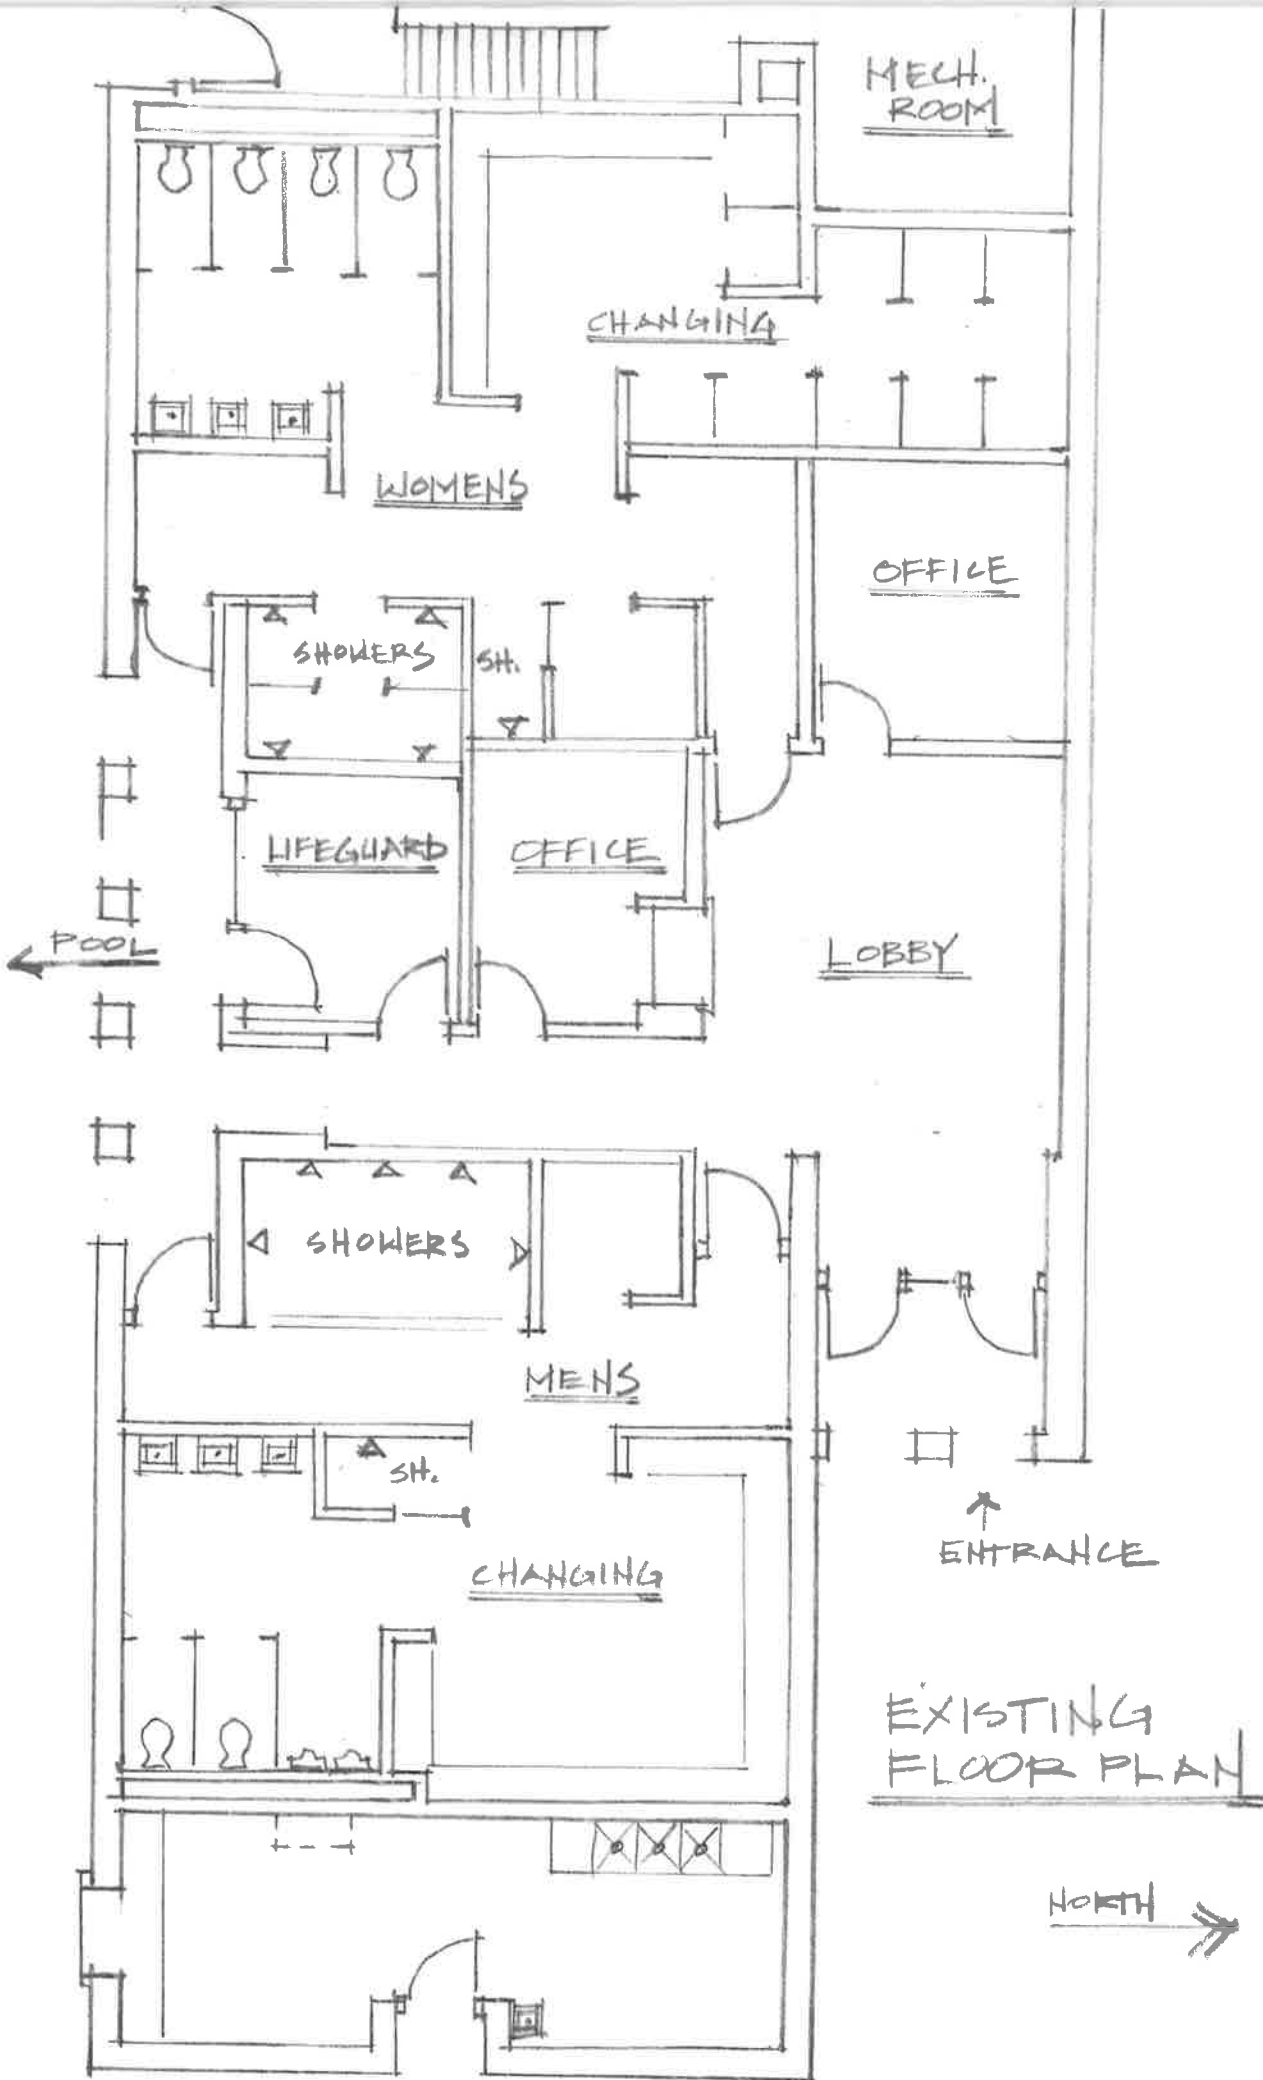 MECH.
ROOM
CHANGING
WOMENS
OFFICE
SHOWERS
SH.
LIFEGUARD
OFFICE
POOL
LOBBY
SHOWERS
MENS
SH.
ENTRANCE
CHANGING
EXISTING
FLOOR PLAN
NORTH